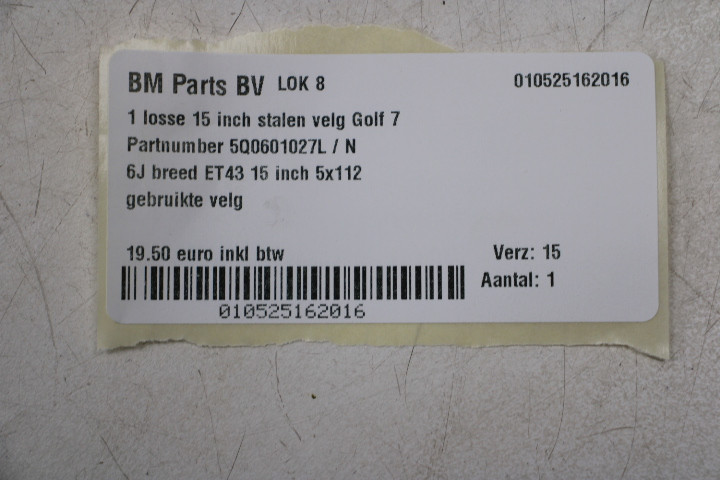 BM Parts BV LOK 8 010525162016
1 losse 15 inch stalen velg Golf 7
Partnumber 5Q0601027L / N
6J breed ET43 15 inch 5x112
gebruikte velg
19.50 euro inkl btw Verz: 15
Aantal: 1
010525162016